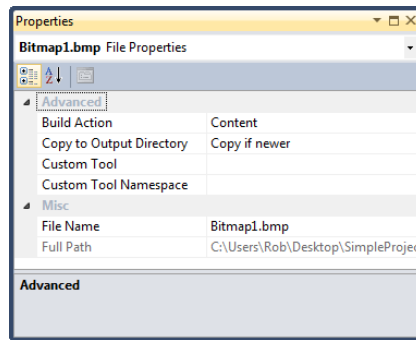 Properties
Bitmap1.bmp File Properties
Advanced
Build Action Content
Copy to Output Directory Copy if newer
Custom Tool
Custom Tool Namespace
Misc
File Name Bitmap1.bmp
Full Path C:\Users\Rob\Desktop\SimpleProjec
Advanced